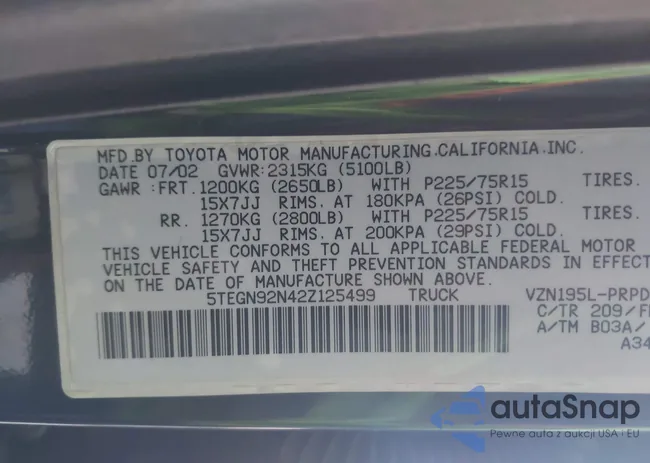 MFD.BY TOYOTA MOTOR MANUFACTURING.CALIFORNIA.INC.
DATE 07/02 GVWR:2315KG (5100LB)
GAWR:FRT.1200KG (2650LB) WITH P225/75R15 TIRES.
15X7JJ RIMS. AT 180KPA (26PSI) COLD.
RR. 1270KG (2800LB) WITH P225/75R15 TIRES.
15X7JJ RIMS. AT 200KPA (29PSI) COLD.
THIS VEHICLE CONFORMS TO ALL APPLICABLE FEDERAL MOTOR
VEHICLE SAFETY AND THEFT PREVENTION STANDARDS IN EFFECT
ON THE DATE OF MANUFACTURE SHOWN ABOVE.
5TEGN92N42Z125499 TRUCK VZN195L-PRPD
C/TR 209/F
A/TM B03A/
A34
autaSnap
Pewne auta z aukcji USA i EU